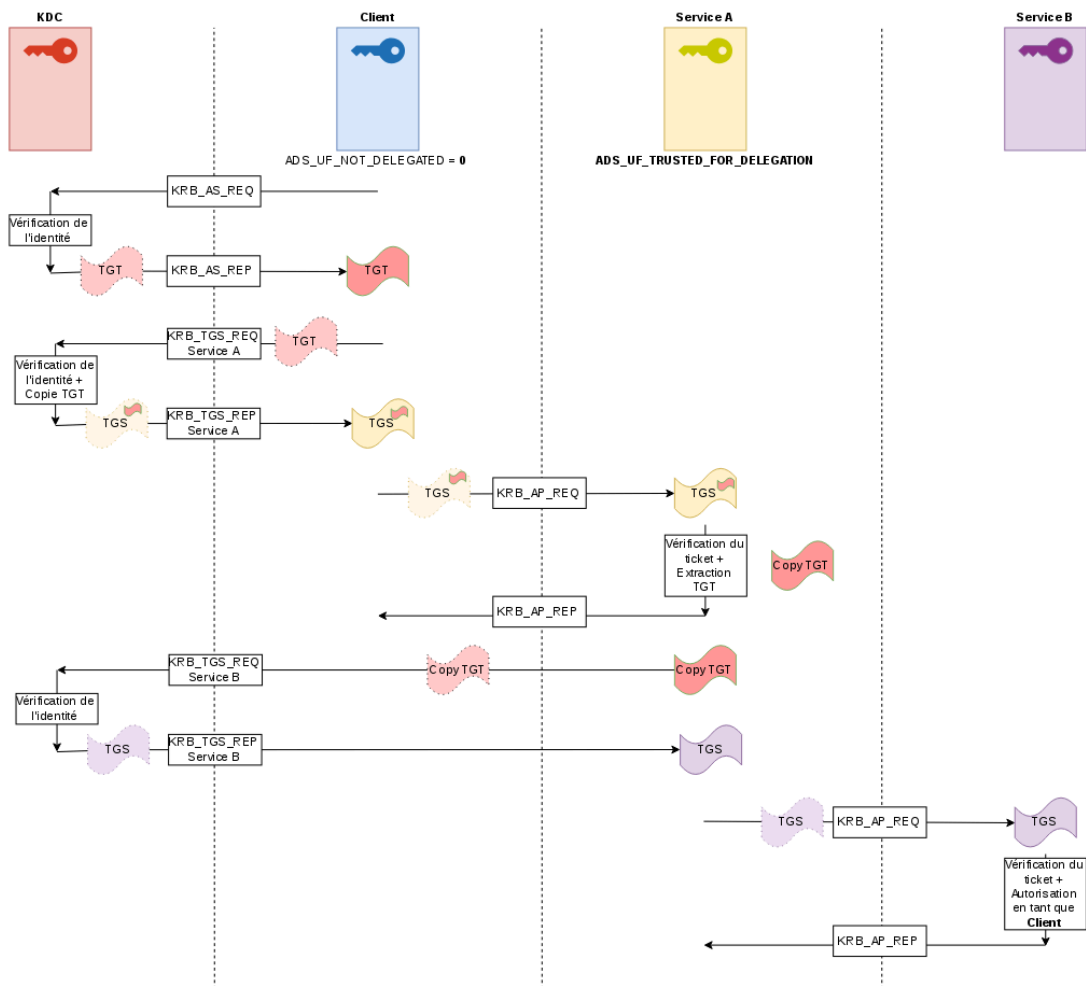 KDC
Client
Service A
Service B
ADS_UF_NOT_DELEGATED = 0
ADS_UF_TRUSTED_FOR_DELEGATION
KRB_AS_REQ
Vérification de
l'identité
TGT
KRB_AS_REP
TGT
KRB_TGS_REQ
Service A
TGT
Vérification de
l'identité +
Copie TGT
TGS
KRB_TGS_REP
Service A
TGS
TGS
KRB_AP_REQ
TGS
Vérification du
ticket +
Extraction
TGT
Copy TGT
KRB_AP_REP
KRB_TGS_REQ
Service B
Copy TGT
Copy TGT
Vérification de
l'identité
TGS
KRB_TGS_REP
Service B
TGS
TGS
KRB_AP_REQ
TGS
Vérification du
ticket +
Autorisation
en tant que
Client
KRB_AP_REP